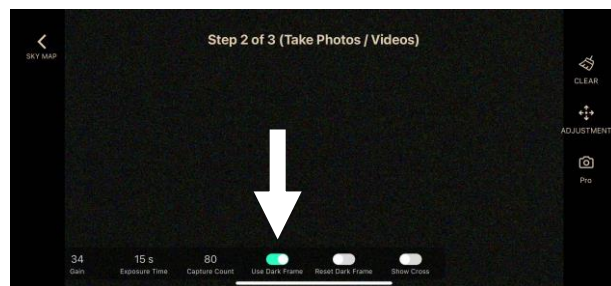 Step 2 of 3 (Take Photos / Videos)
SKY MAP
CLEAR
ADJUSTMENT
Pro
34 15 s 80
Gain Exposure Time Capture Count Use Dark Frame Reset Dark Frame Show Cross